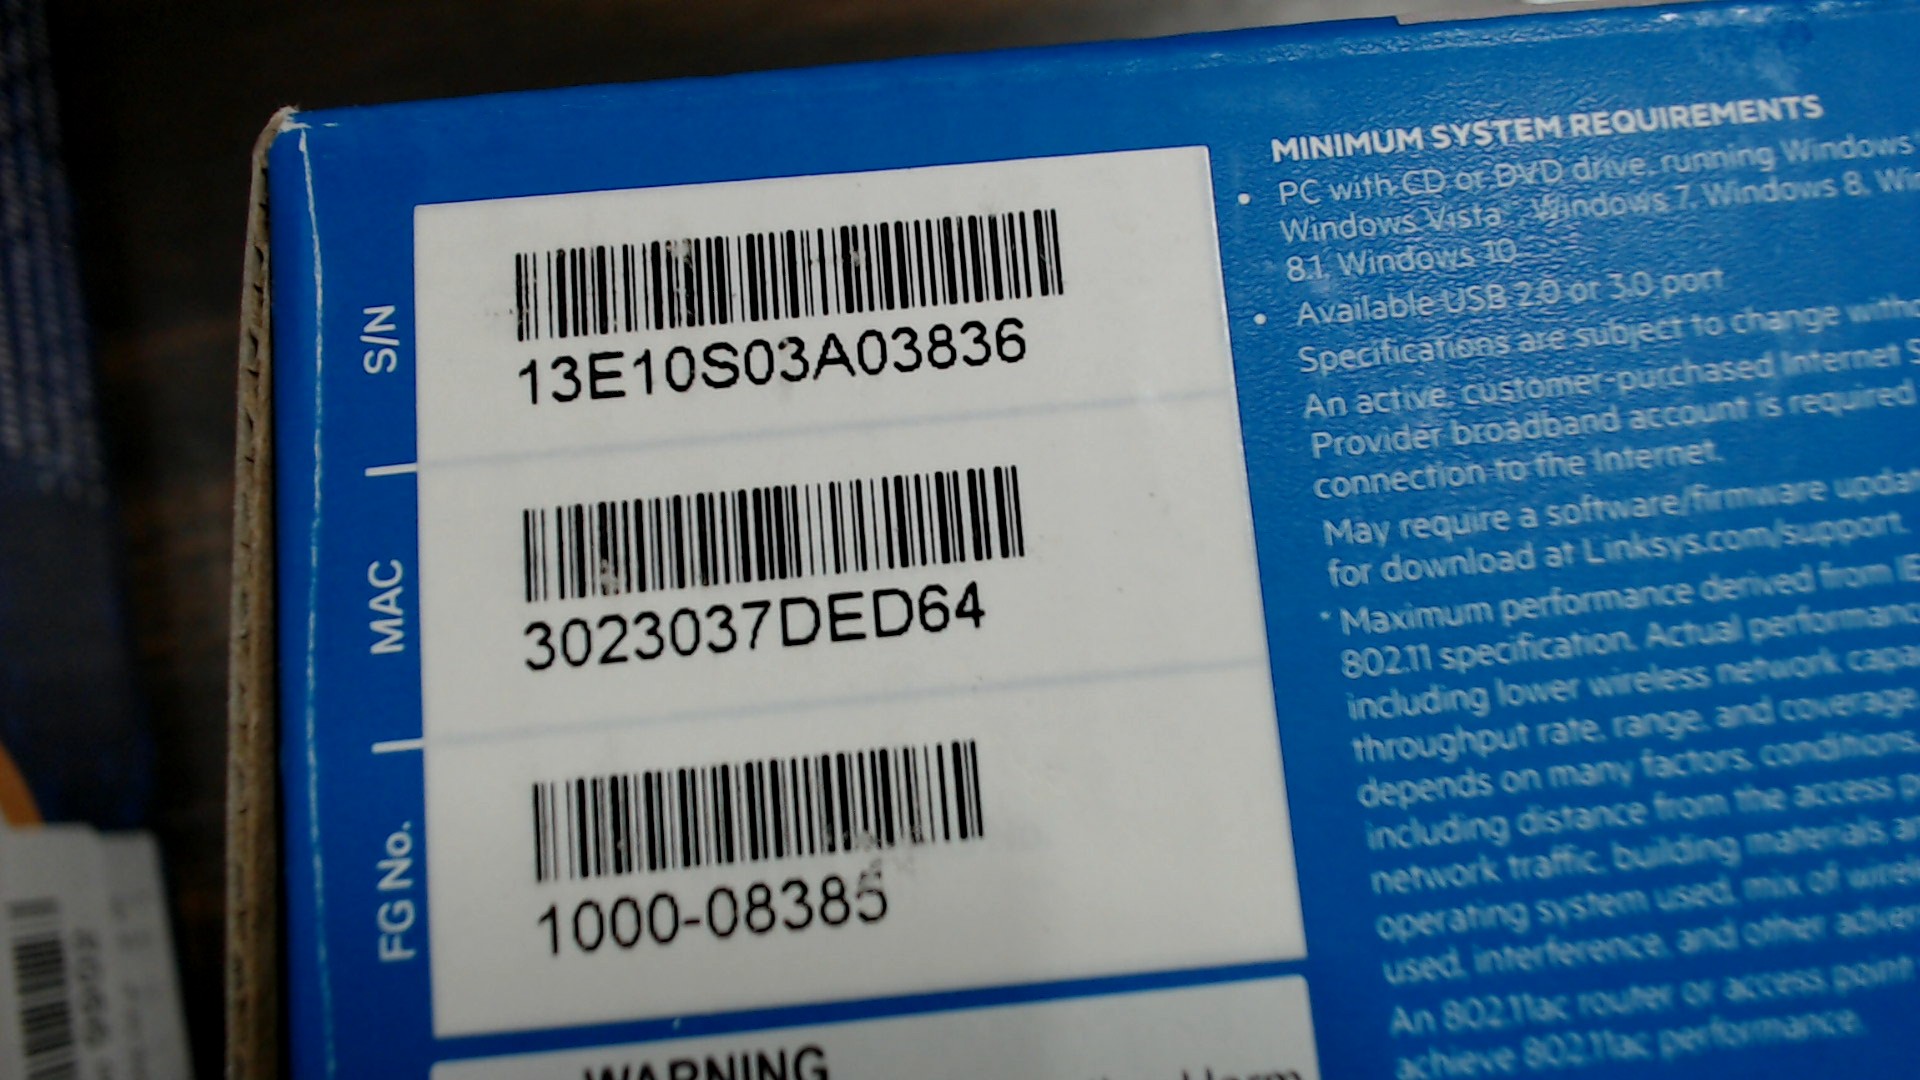 S/N
13E10S03A03836
MAC
3023037DED64
FG No.
1000-08385
WARNING
MINIMUM SYSTEM REQUIREMENTS
• PC with CD or DVD drive, running Windows
Windows Vista, Windows 7, Windows 8,
8.1, Windows 10
• Available USB 2.0 or 3.0 port
Specifications are subject to change
An active, customer-purchased Internet
Provider broadband account is required
connection to the Internet.
May require a software/firmware
for download at Linksys.com/support.
* Maximum performance derived from
802.11 specification. Actual
including lower wireless network
throughput rate, range, and coverage.
depends on many factors, conditions,
including distance from the access
network traffic, building materials
operating system used, mix of
used, interference, and other
An 802.11ac router or access point
achieve 802.11ac performance.